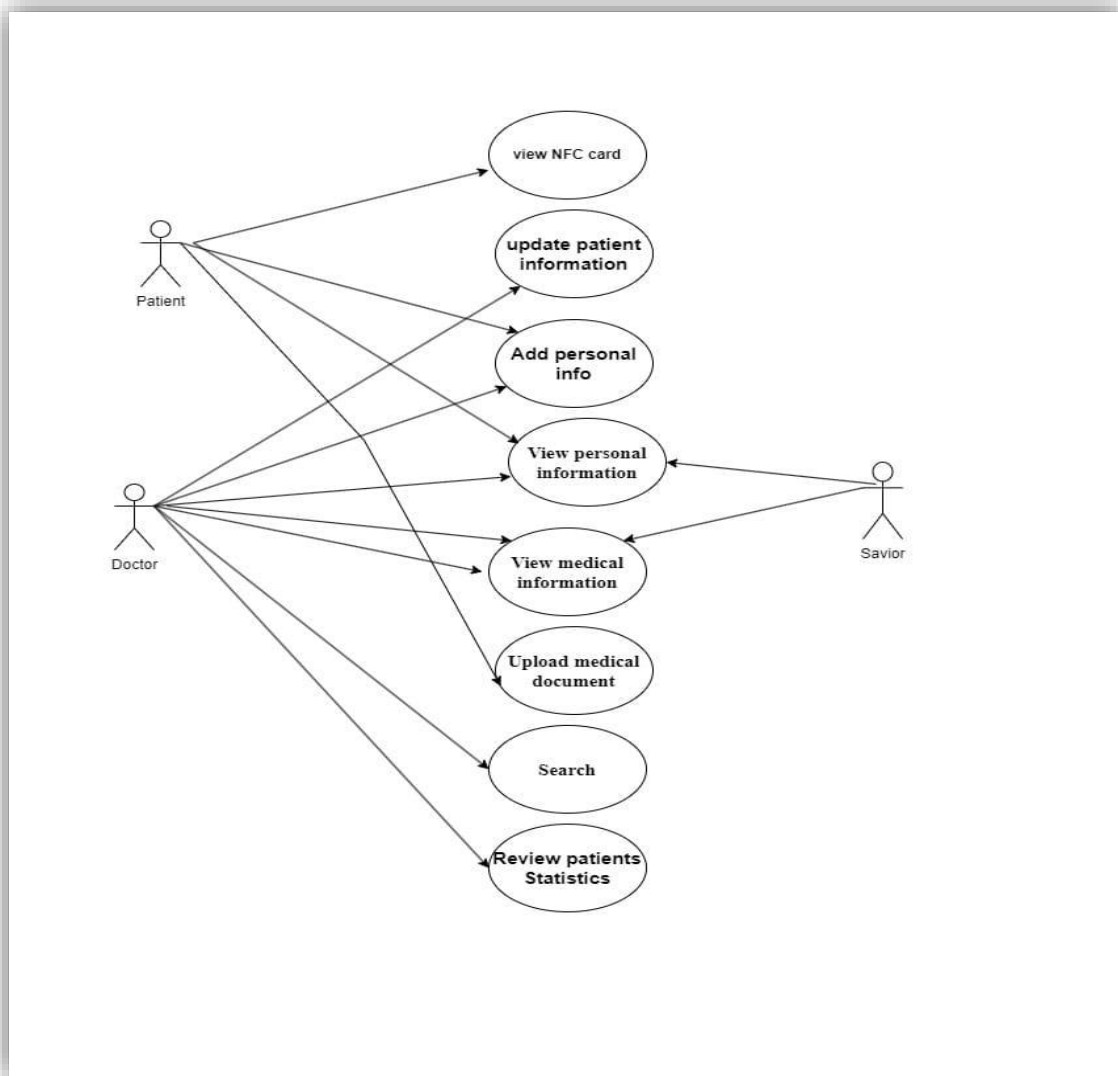 view NFC card
update patient
information
Patient
Add personal
info
View personal
information
Doctor
Savior
View medical
information
Upload medical
document
Search
Review patients
Statistics